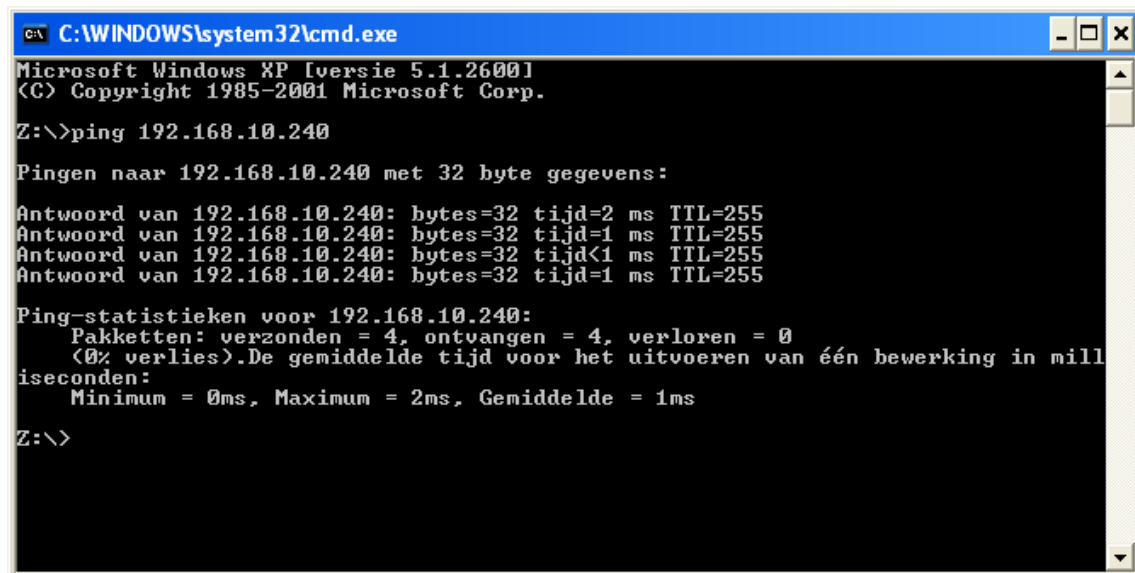 C:\WINDOWS\system32\cmd.exe
Microsoft Windows XP [versie 5.1.2600]
(C) Copyright 1985-2001 Microsoft Corp.
Z:\>ping 192.168.10.240
Pingen naar 192.168.10.240 met 32 byte gegevens:
Antwoord van 192.168.10.240: bytes=32 tijd=2 ms TTL=255
Antwoord van 192.168.10.240: bytes=32 tijd=1 ms TTL=255
Antwoord van 192.168.10.240: bytes=32 tijd<1 ms TTL=255
Antwoord van 192.168.10.240: bytes=32 tijd=1 ms TTL=255
Ping-statistieken voor 192.168.10.240:
Pakketten: verzonden = 4, ontvangen = 4, verloren = 0
(0% verlies).De gemiddelde tijd voor het uitvoeren van één bewerking in mill
iseconden:
Minimum = 0ms, Maximum = 2ms, Gemiddelde = 1ms
Z:\>